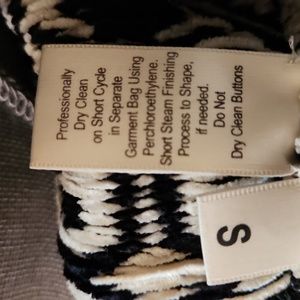 Professionally
Dry Clean
on Short Cycle
in Separate
Garment Bag Using
Perchloroethylene.
Short Steam Finishing
Process to Shape,
if needed.
Do Not
Dry Clean Buttons
S